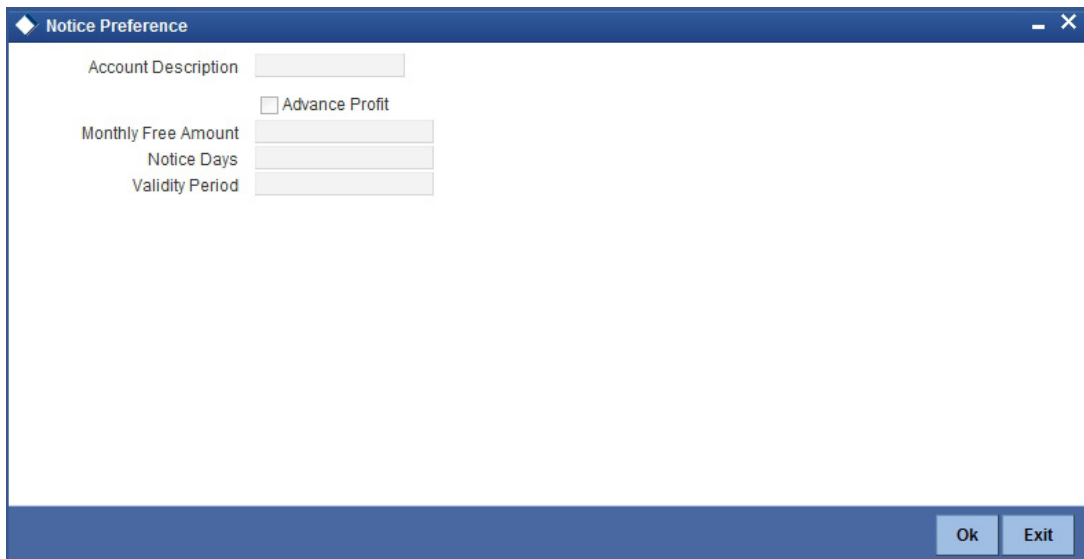 Notice Preference
Account Description
Advance Profit
Monthly Free Amount
Notice Days
Validity Period
Ok Exit